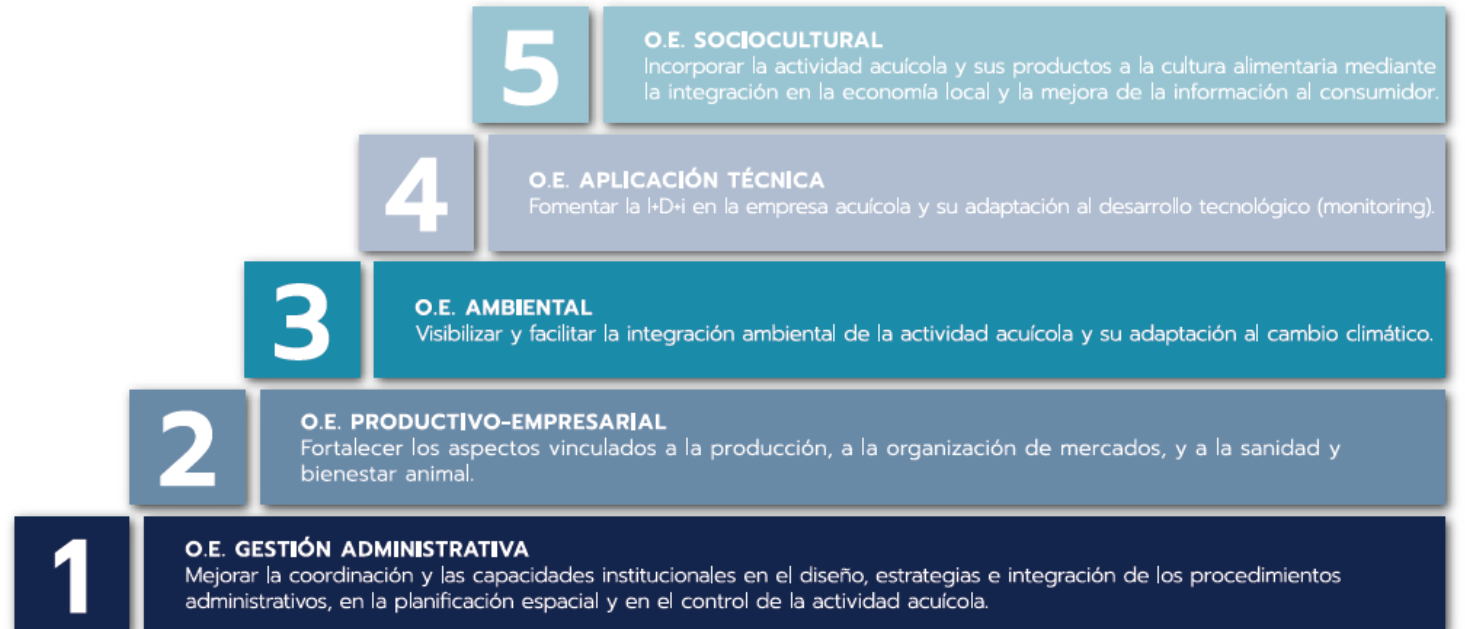 5
O.E. SOCIOCULTURAL
Incorporar la actividad acuícola y sus productos a la cultura alimentaria mediante
la integración en la economía local y la mejora de la información al consumidor.
4
O.E. APLICACIÓN TÉCNICA
Fomentar la I+D+i en la empresa acuícola y su adaptación al desarrollo tecnológico (monitoring).
3
O.E. AMBIENTAL
Visibilizar y facilitar la integración ambiental de la actividad acuícola y su adaptación al cambio climático.
2
O.E. PRODUCTIVO-EMPRESARIAL
Fortalecer los aspectos vinculados a la producción, a la organización de mercados, y a la sanidad y
bienestar animal.
1
O.E. GESTIÓN ADMINISTRATIVA
Mejorar la coordinación y las capacidades institucionales en el diseño, estrategias e integración de los procedimientos
administrativos, en la planificación espacial y en el control de la actividad acuícola.